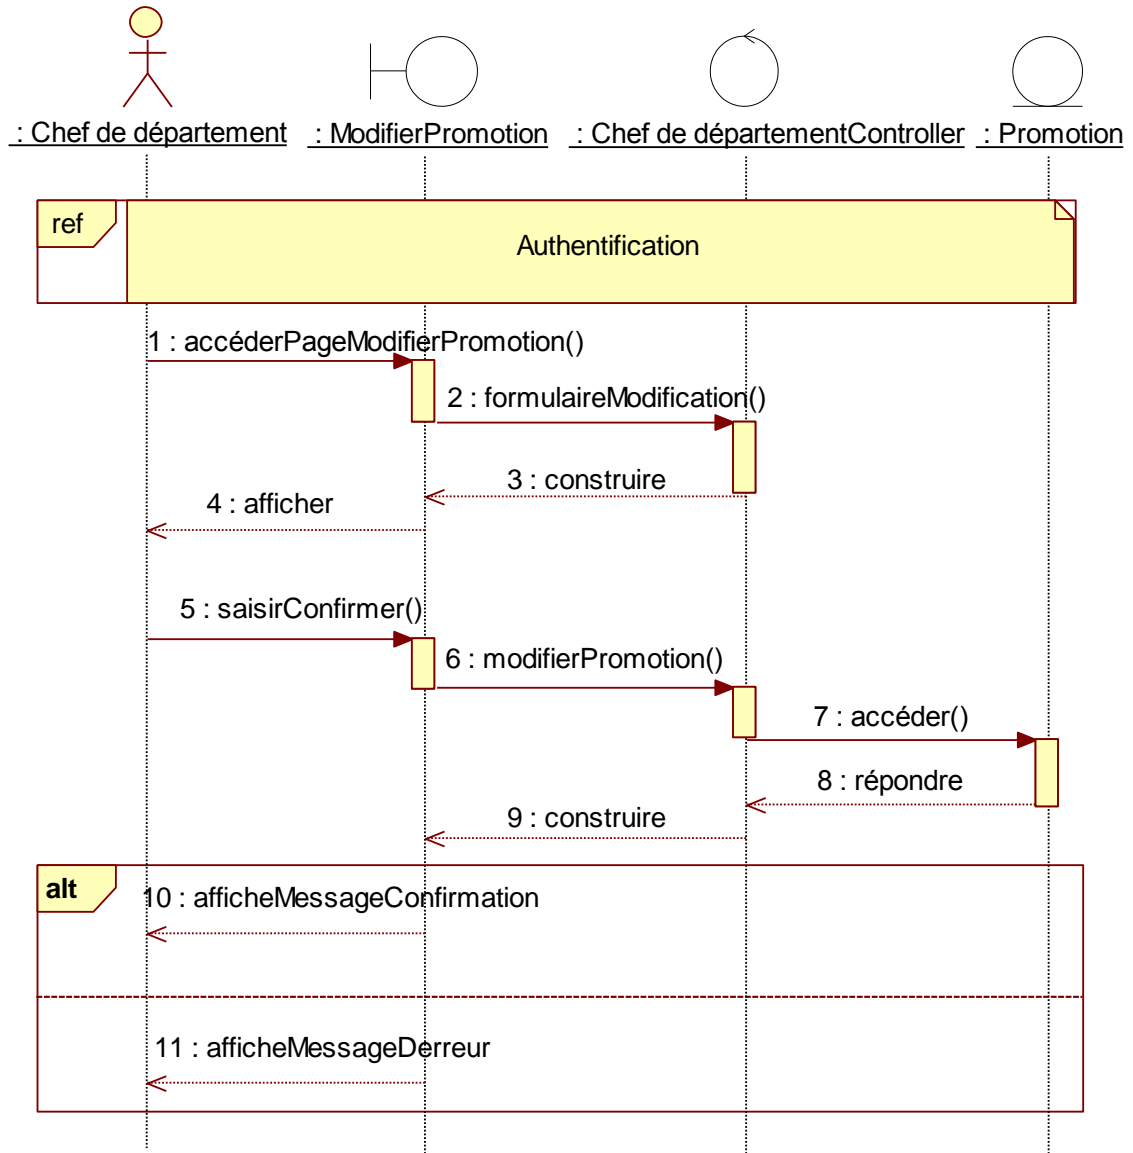 : Chef de département
: ModifierPromotion
: Chef de départementController
: Promotion
ref
Authentification
1 : accéderPageModifierPromotion()
2 : formulaireModification()
3 : construire
4 : afficher
5 : saisirConfirmer()
6 : modifierPromotion()
7 : accéder()
8 : répondre
9 : construire
alt
10 : afficheMessageConfirmation
11 : afficheMessageDerreur